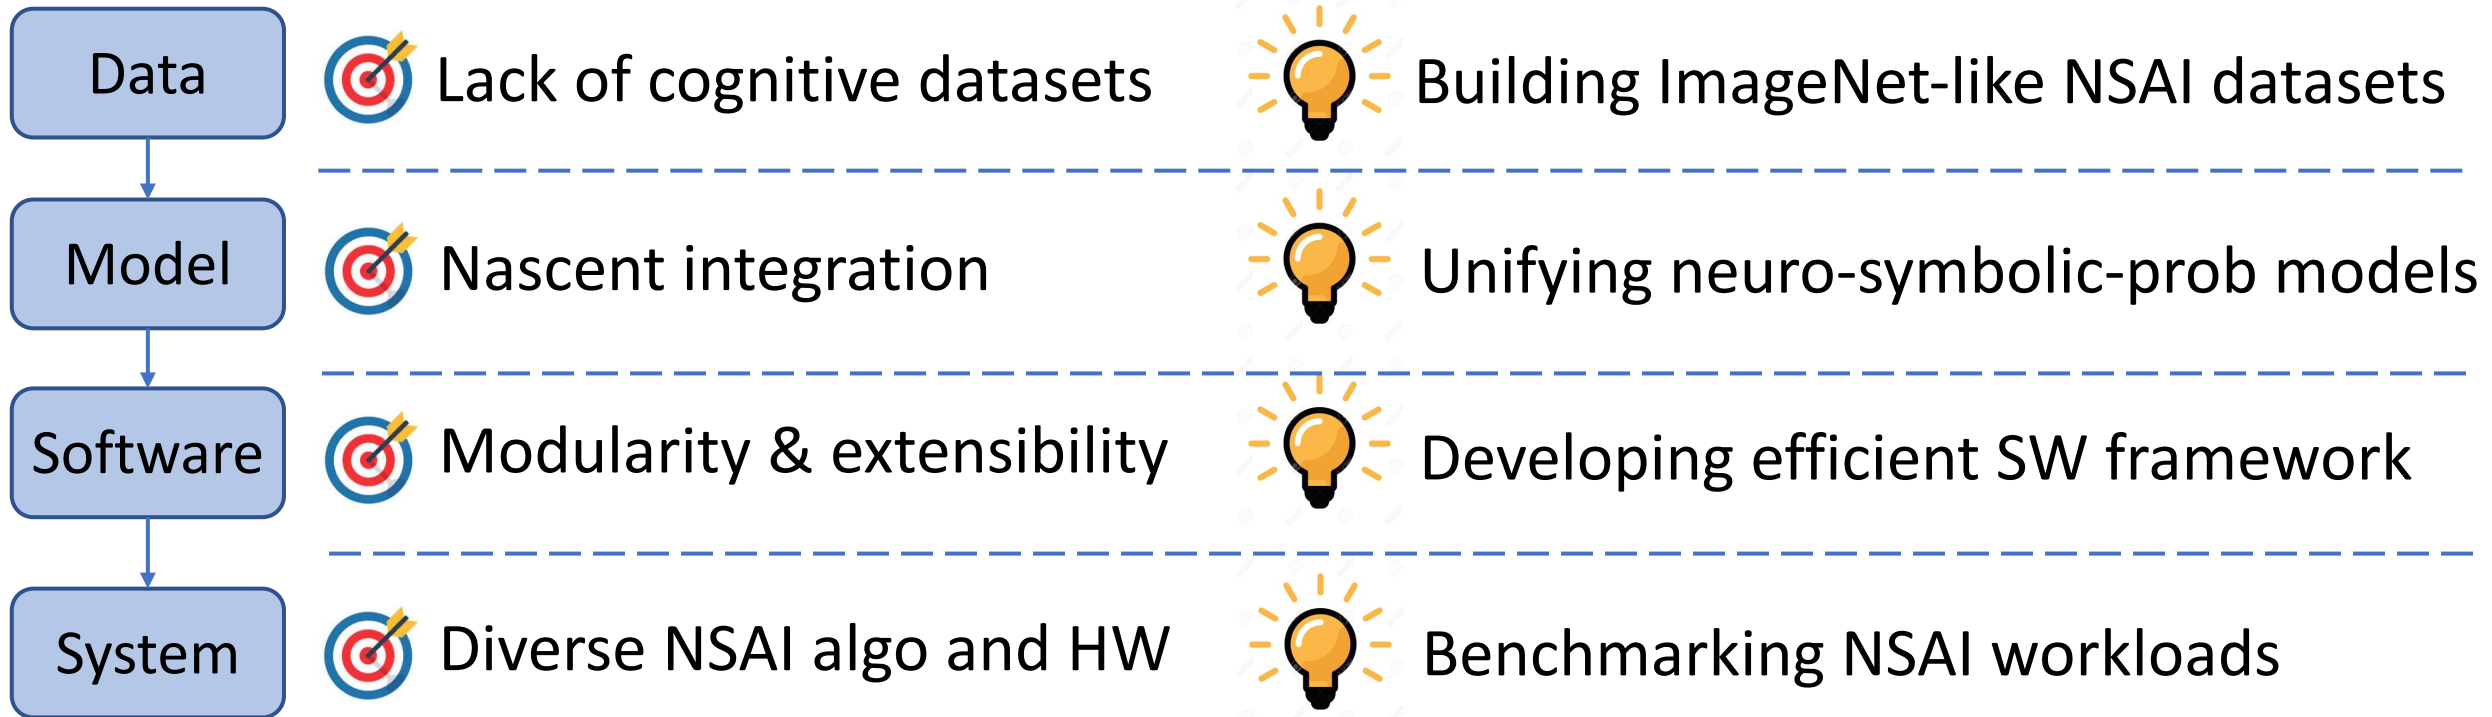 Data
Lack of cognitive datasets
Building ImageNet-like NSAI datasets
Model
Nascent integration
Unifying neuro-symbolic-prob models
Software
Modularity & extensibility
Developing efficient SW framework
System
Diverse NSAI algo and HW
Benchmarking NSAI workloads